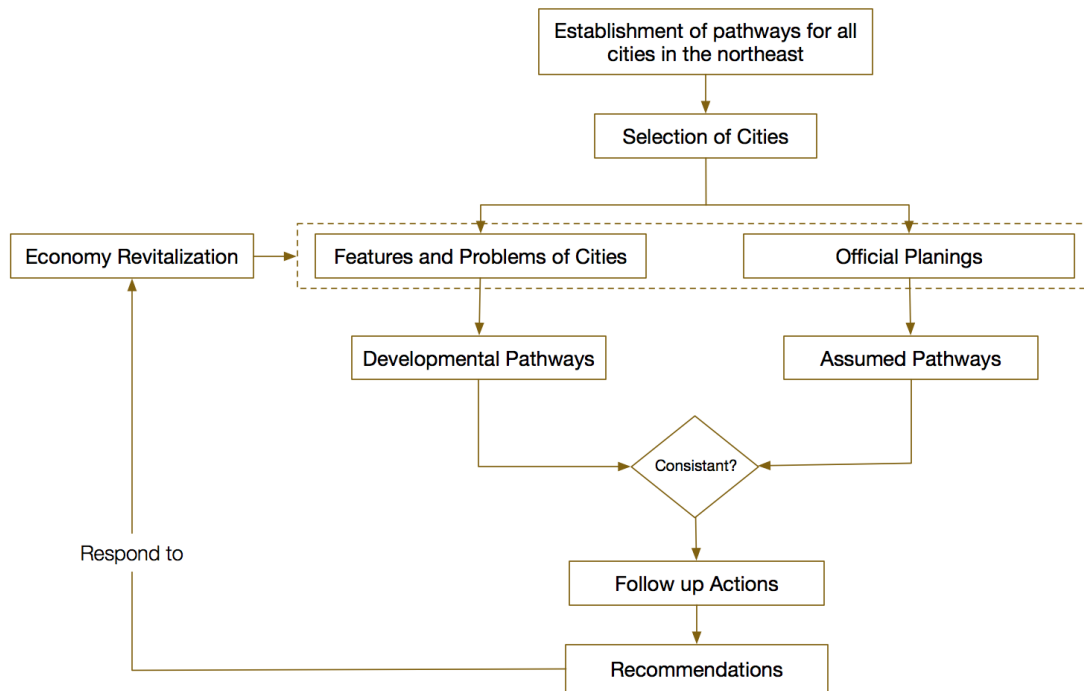 Establishment of pathways for all
cities in the northeast
Selection of Cities
Economy Revitalization
Features and Problems of Cities
Official Planings
Developmental Pathways
Assumed Pathways
Consistant?
Respond to
Follow up Actions
Recommendations